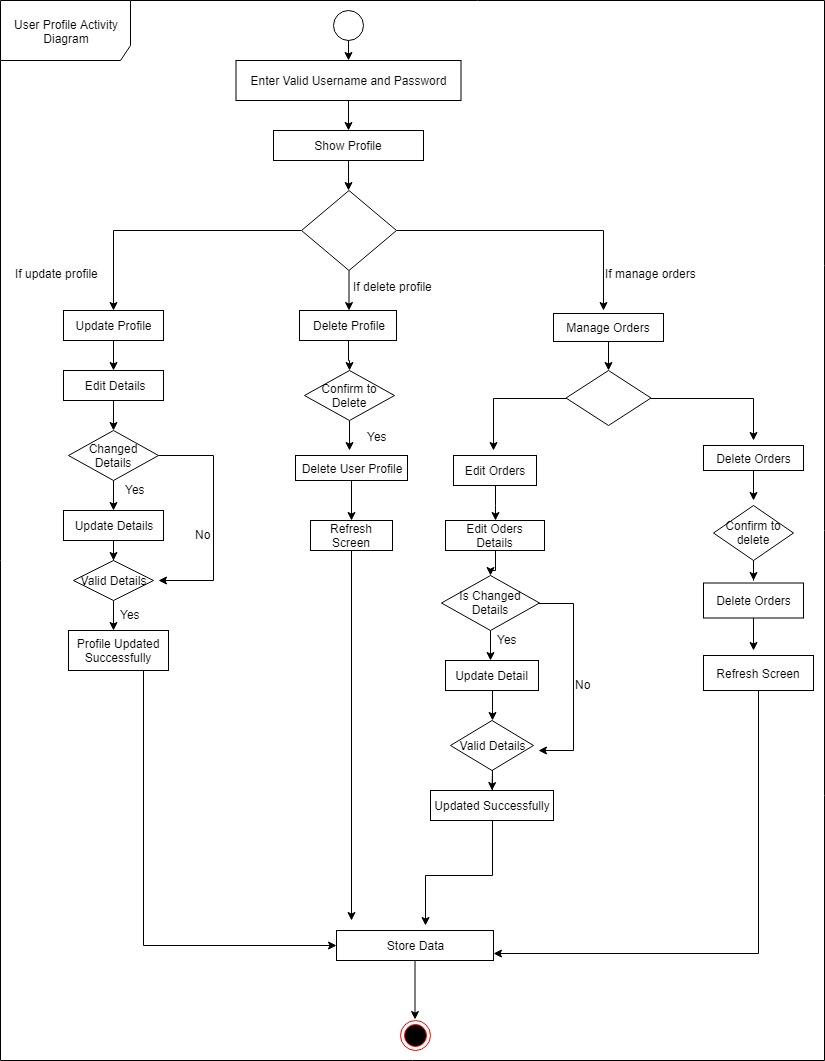 User Profile Activity
Diagram
Enter Valid Username and Password
Show Profile
If update profile
If delete profile
If manage orders
Update Profile
Delete Profile
Manage Orders
Edit Details
Confirm to
Delete
Changed
Details
Yes
Yes
No
Delete User Profile
Edit Orders
Delete Orders
Update Details
Refresh
Screen
Edit Oders
Details
Confirm to
delete
Valid Details
Yes
Is Changed
Details
Yes
No
Delete Orders
Profile Updated
Successfully
Update Detail
Refresh Screen
Valid Details
Updated Successfully
Store Data